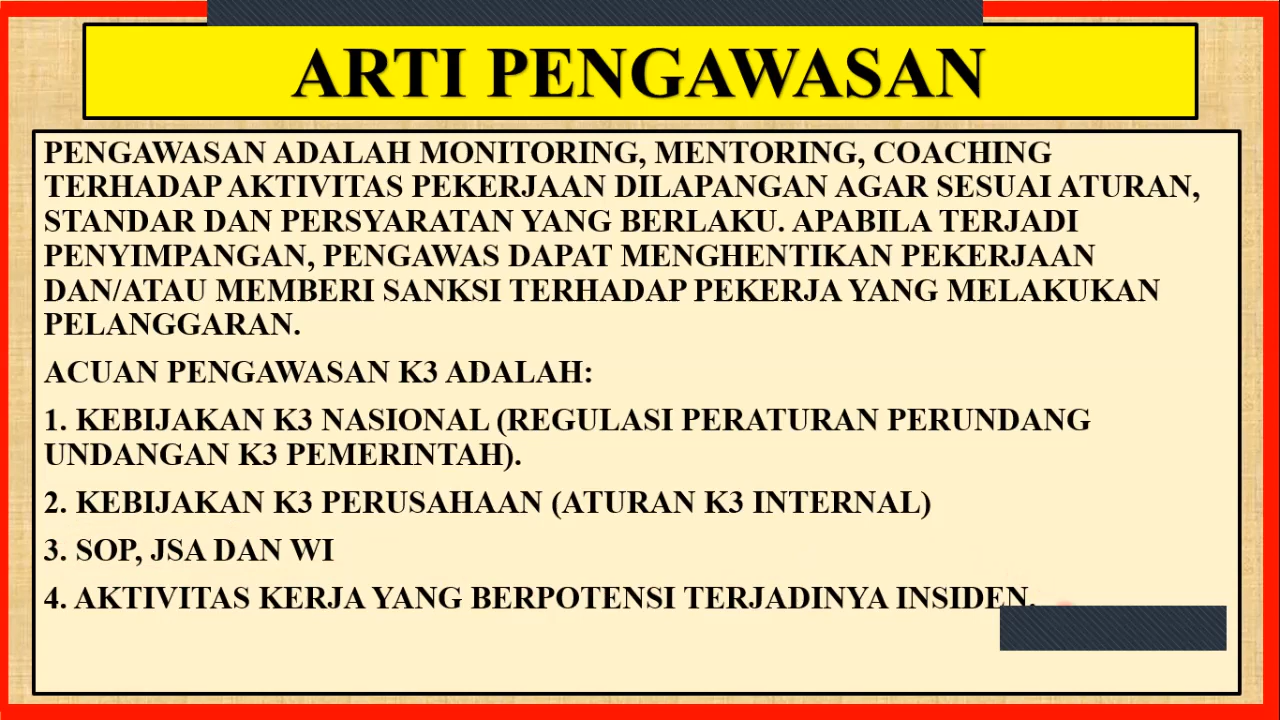 ARTI PENGAWASAN
PENGAWASAN ADALAH MONITORING, MENTORING, COACHING
TERHADAP AKTIVITAS PEKERJAAN DILAPANGAN AGAR SESUAI ATURAN,
STANDAR DAN PERSYARATAN YANG BERLAKU. APABILA TERJADI
PENYIMPANGAN, PENGAWAS DAPAT MENGHENTIKAN PEKERJAAN
DAN/ATAU MEMBERI SANKSI TERHADAP PEKERJA YANG MELAKUKAN
PELANGGARAN.
ACUAN PENGAWASAN K3 ADALAH:
1. KEBIJAKAN K3 NASIONAL (REGULASI PERATURAN PERUNDANG
UNDANGAN K3 PEMERINTAH).
2. KEBIJAKAN K3 PERUSAHAAN (ATURAN K3 INTERNAL)
3. SOP, JSA DAN WI
4. AKTIVITAS KERJA YANG BERPOTENSI TERJADINYA INSIDEN.